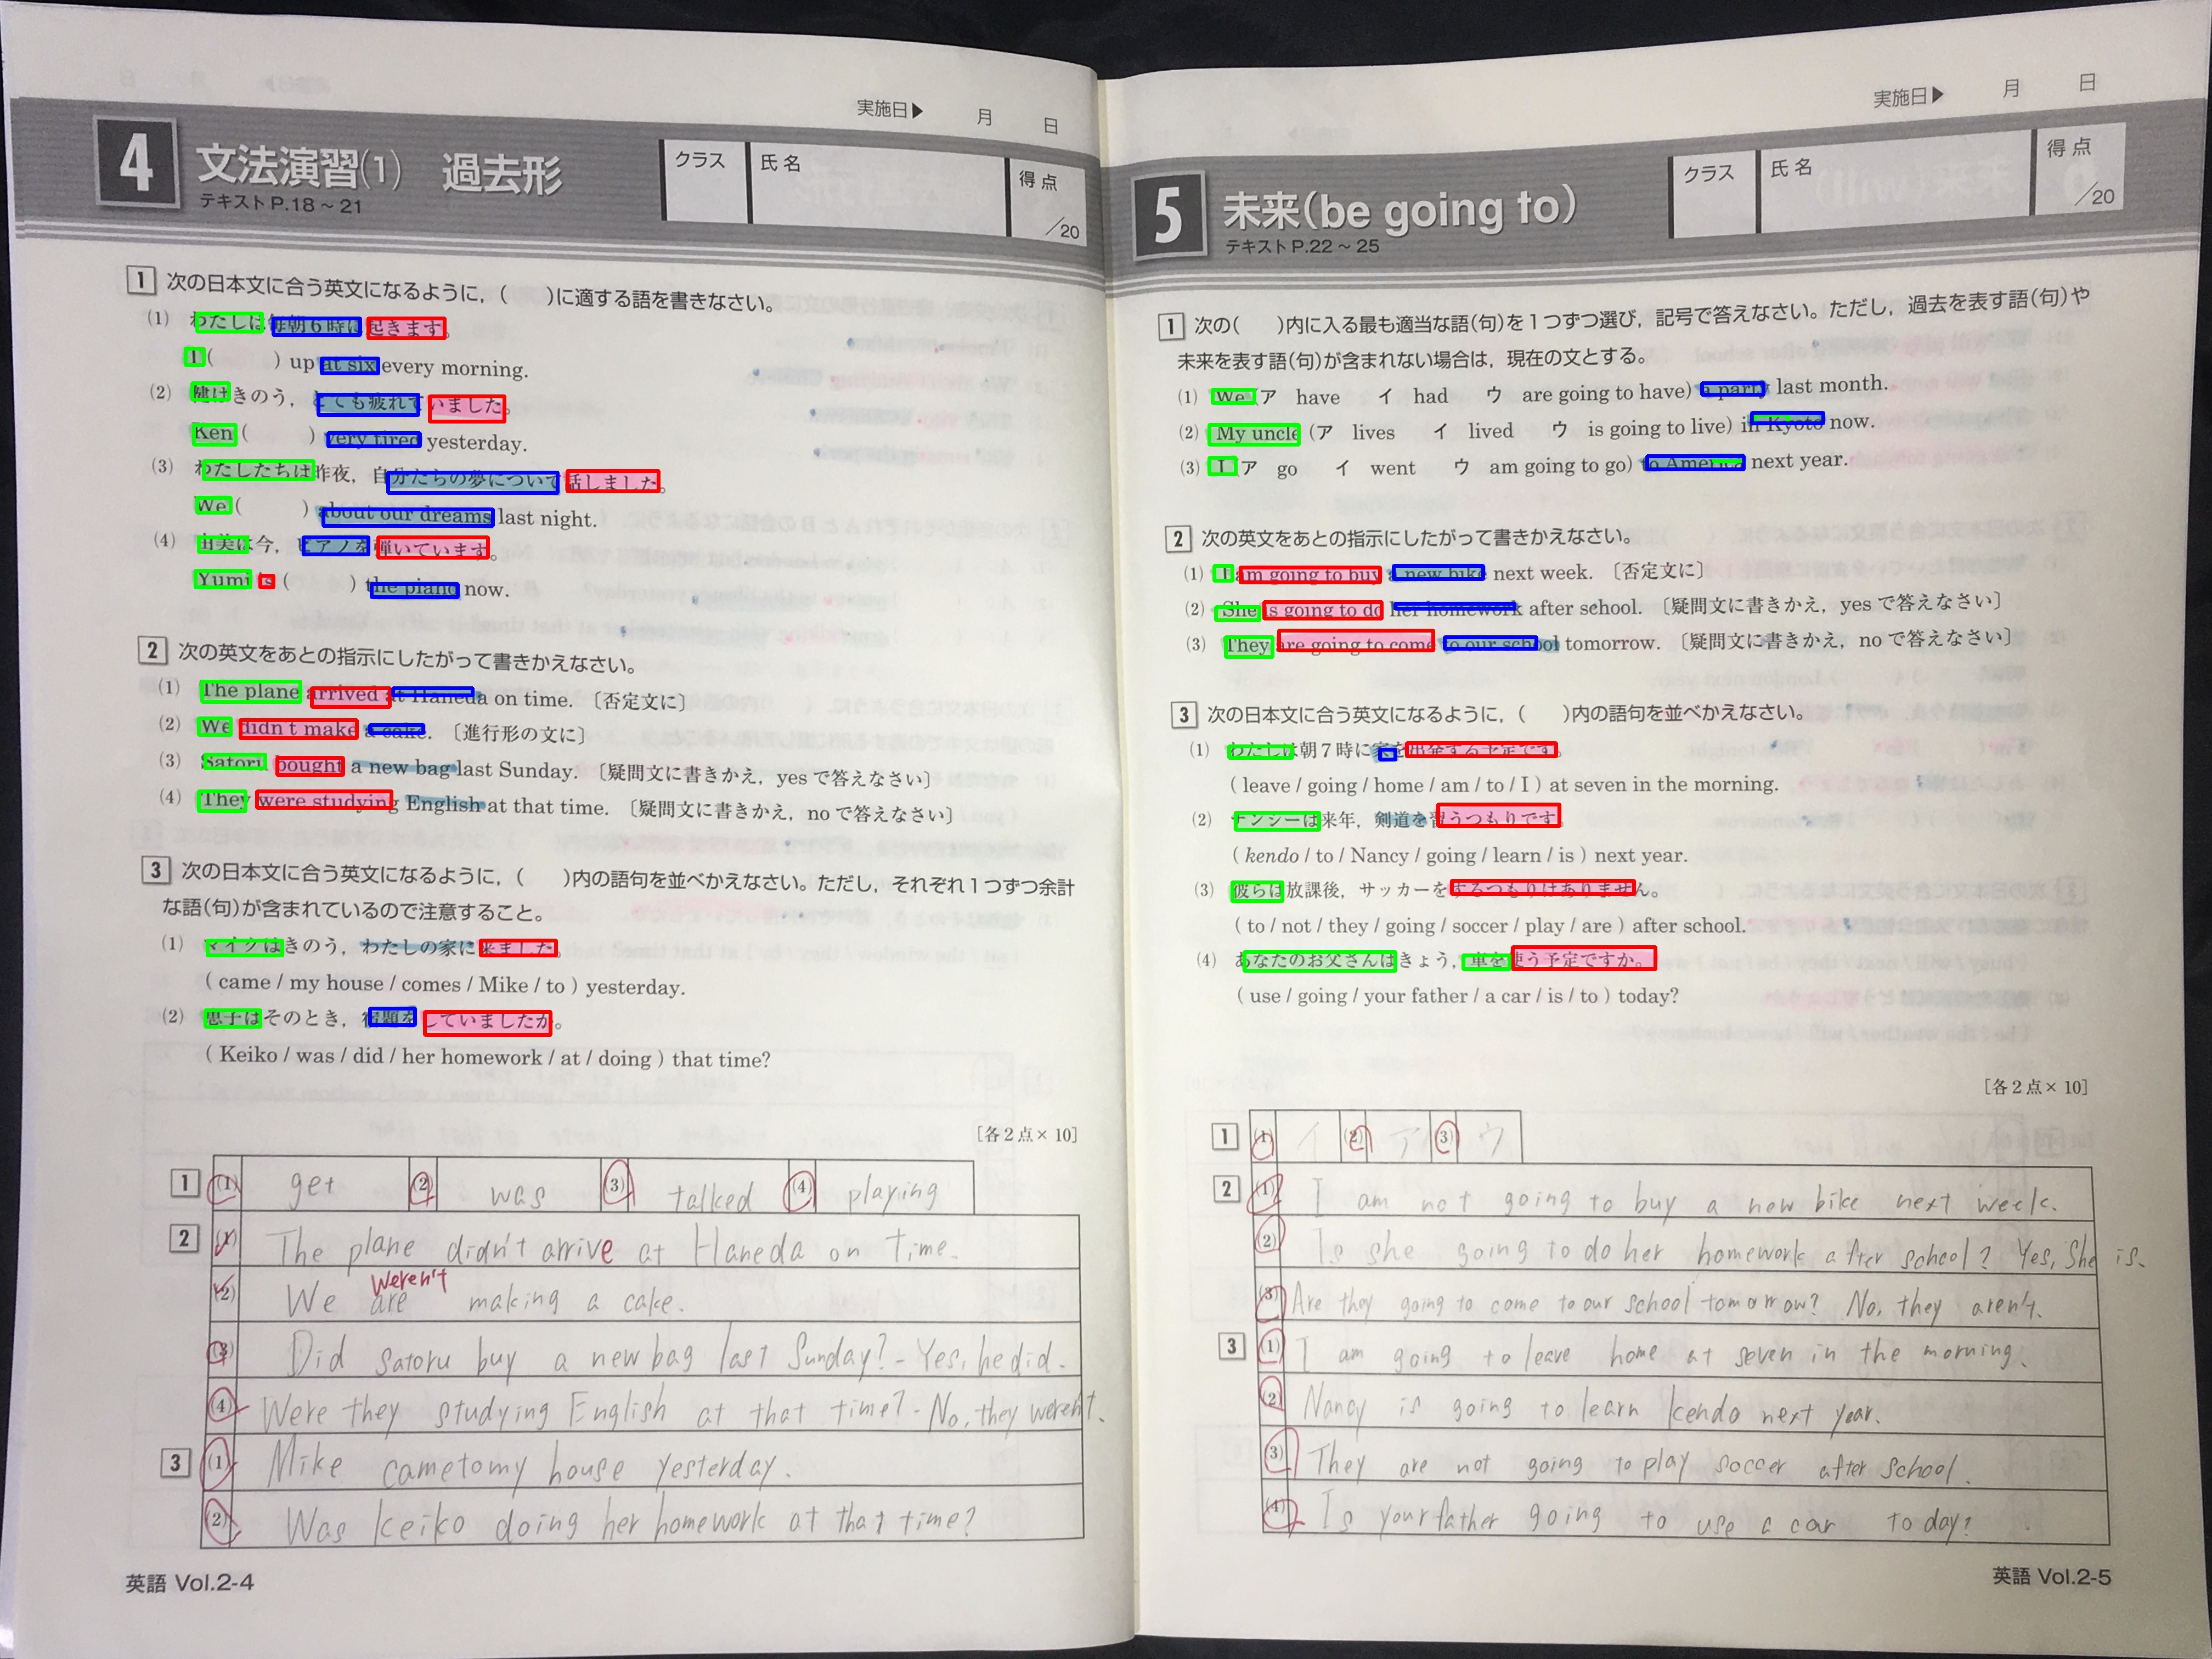 実施日▶ 月 日
4 文法演習(1) 過去形
テキスト P.18～21
クラス 氏名 得点 /20
1 次の日本文に合う英文になるように，( )に適する語を書きなさい。
(1) わたしは毎朝6時に起きます。
I ( ) up at six every morning.
(2) 健はきのう，とても疲れていました。
Ken ( ) very tired yesterday.
(3) わたしたちは昨夜，自分たちの夢について話しました。
We ( ) about our dreams last night.
(4) 由美は今，ピアノを弾いています。
Yumi is ( ) the piano now.
2 次の英文をあとの指示にしたがって書きかえなさい。
(1) The plane arrived at Haneda on time. 〔否定文に〕
(2) We didn't make a cake. 〔進行形の文に〕
(3) Satoru bought a new bag last Sunday. 〔疑問文に書きかえ，yes で答えなさい〕
(4) They were studying English at that time. 〔疑問文に書きかえ，no で答えなさい〕
3 次の日本文に合う英文になるように，( )内の語句を並べかえなさい。ただし，それぞれ1つずつ余計
な語(句)が含まれているので注意すること。
(1) マイクはきのう，わたしの家に来ました。
( came / my house / comes / Mike / to ) yesterday.
(2) 恵子はそのとき，宿題をしていましたか。
( Keiko / was / did / her homework / at / doing ) that time?
［各2点×10］
1 (1) get (2) was (3) talked (4) playing
2 (1) The plane didn't arrive at Haneda on time.
weren't
(2) We are making a cake.
(3) Did Satoru buy a new bag last Sunday? - Yes, he did.
(4) Were they studying English at that time? - No, they weren't.
3 (1) Mike came to my house yesterday.
(2) Was Keiko doing her homework at that time?
英語 Vol.2-4
実施日▶ 月 日
5 未来(be going to)
テキスト P.22～25
クラス 氏名 得点 /20
1 次の( )内に入る最も適当な語(句)を1つずつ選び，記号で答えなさい。ただし，過去を表す語(句)や
未来を表す語(句)が含まれない場合は，現在の文とする。
(1) We (ア have イ had ウ are going to have) a party last month.
(2) My uncle (ア lives イ lived ウ is going to live) in Kyoto now.
(3) I (ア go イ went ウ am going to go) to America next year.
2 次の英文をあとの指示にしたがって書きかえなさい。
(1) I am going to buy a new bike next week. 〔否定文に〕
(2) She is going to do her homework after school. 〔疑問文に書きかえ，yes で答えなさい〕
(3) They are going to come to our school tomorrow. 〔疑問文に書きかえ，no で答えなさい〕
3 次の日本文に合う英文になるように，( )内の語句を並べかえなさい。
(1) わたしは朝7時に家を出発する予定です。
( leave / going / home / am / to / I ) at seven in the morning.
(2) ナンシーは来年，剣道を習うつもりです。
( kendo / to / Nancy / going / learn / is ) next year.
(3) 彼らは放課後，サッカーをするつもりはありません。
( to / not / they / going / soccer / play / are ) after school.
(4) あなたのお父さんはきょう，車を使う予定ですか。
( use / going / your father / a car / is / to ) today?
［各2点×10］
1 (1) イ (2) ア (3) ウ
2 (1) I am not going to buy a new bike next week.
(2) Is she going to do her homework after school? Yes, She is.
(3) Are they going to come to our school tomorrow? No, they aren't.
3 (1) I am going to leave home at seven in the morning.
(2) Nancy is going to learn kendo next year.
(3) They are not going to play soccer after school.
(4) Is your father going to use a car today?
英語 Vol.2-5